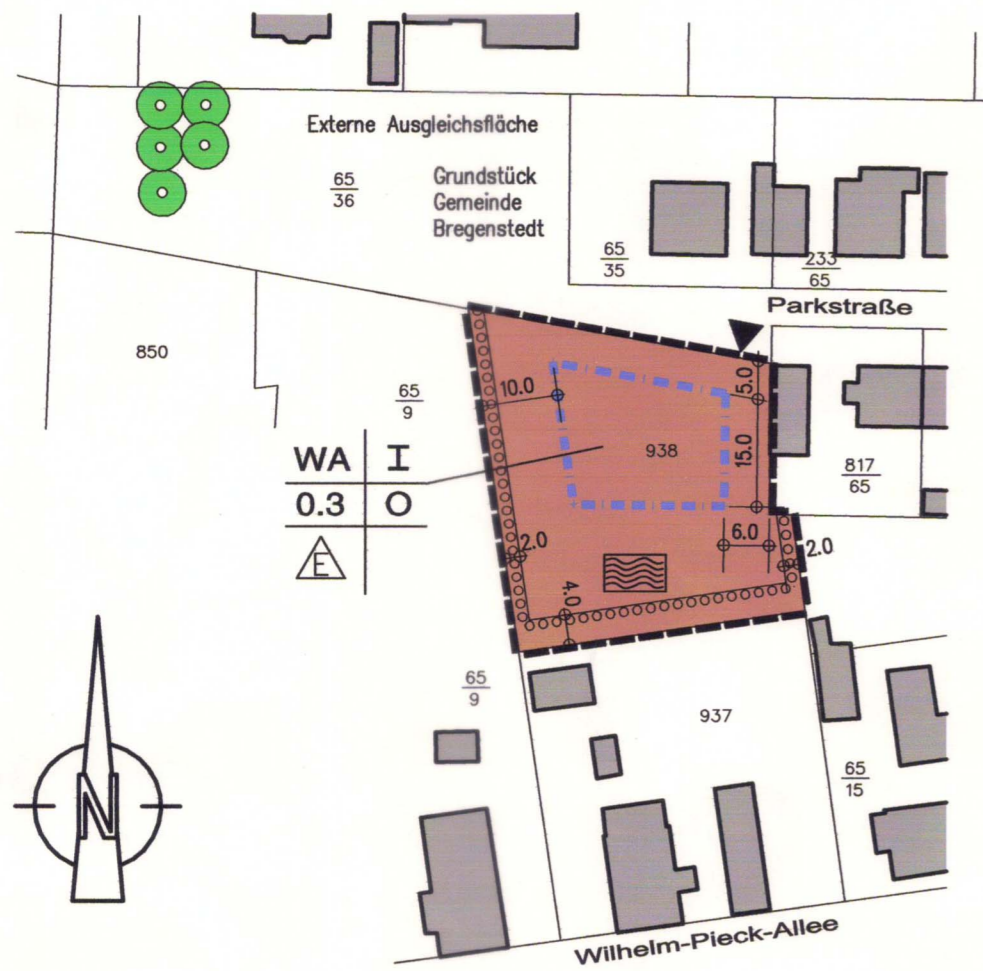 Externe Ausgleichsfläche
65
36
Grundstück
Gemeinde
Bregenstedt
65
35
233
65
Parkstraße
850
65
9
10.0
5.0
938
15.0
817
65
WA I
0.3 O
E
2.0
6.0
2.0
4.0
65
9
937
65
15
N
Wilhelm-Pieck-Allee